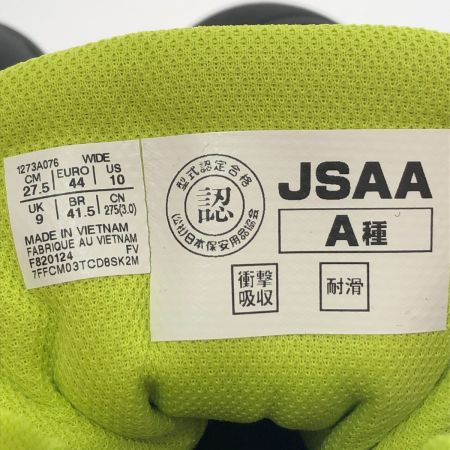 1273A076 WIDE
CM EURO US
27.5 44 10
UK BR CN
9 41.5 275(3.0)
MADE IN VIETNAM
FABRIQUE AU VIETNAM
F820124 FV
7FFCM03TCD8SK2M
型式認定合格
認
(公社)日本保安用品協会
JSAA
A種
衝撃
吸収
耐滑